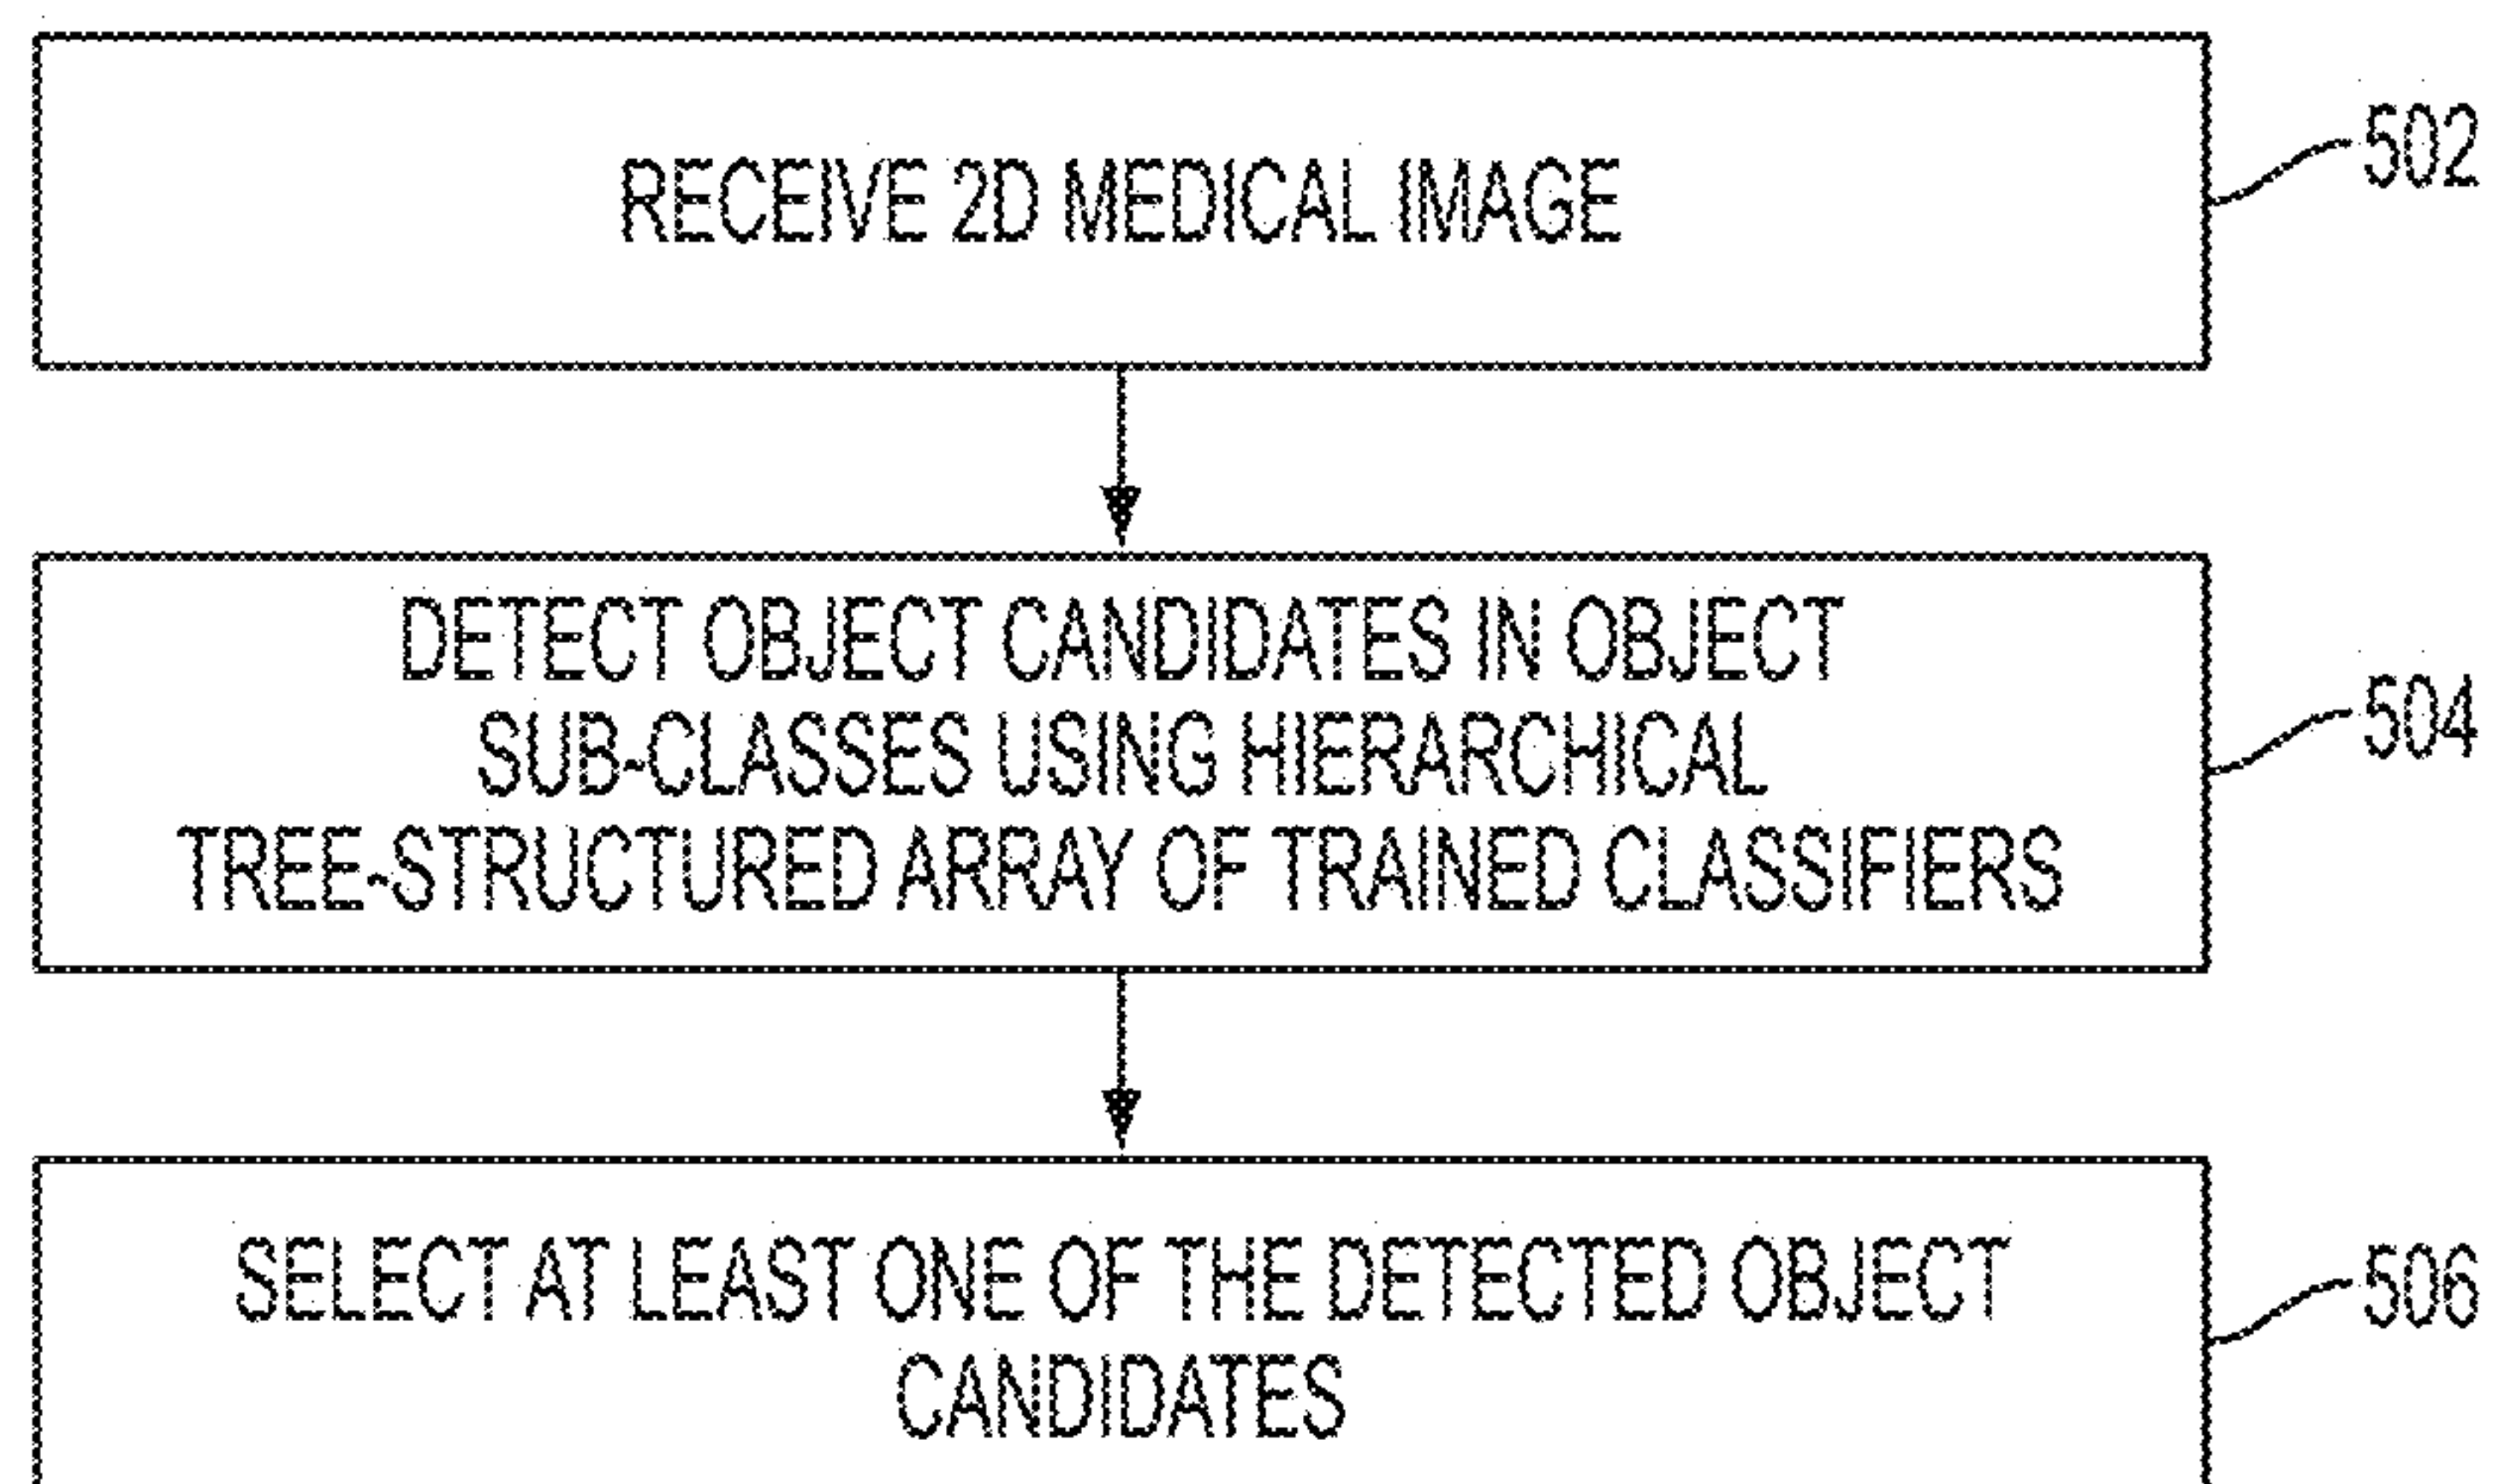 RECEIVE 2D MEDICAL IMAGE
502
DETECT OBJECT CANDIDATES IN OBJECT
SUB-CLASSES USING HIERARCHICAL
TREE-STRUCTURED ARRAY OF TRAINED CLASSIFIERS
504
SELECT AT LEAST ONE OF THE DETECTED OBJECT
CANDIDATES
506